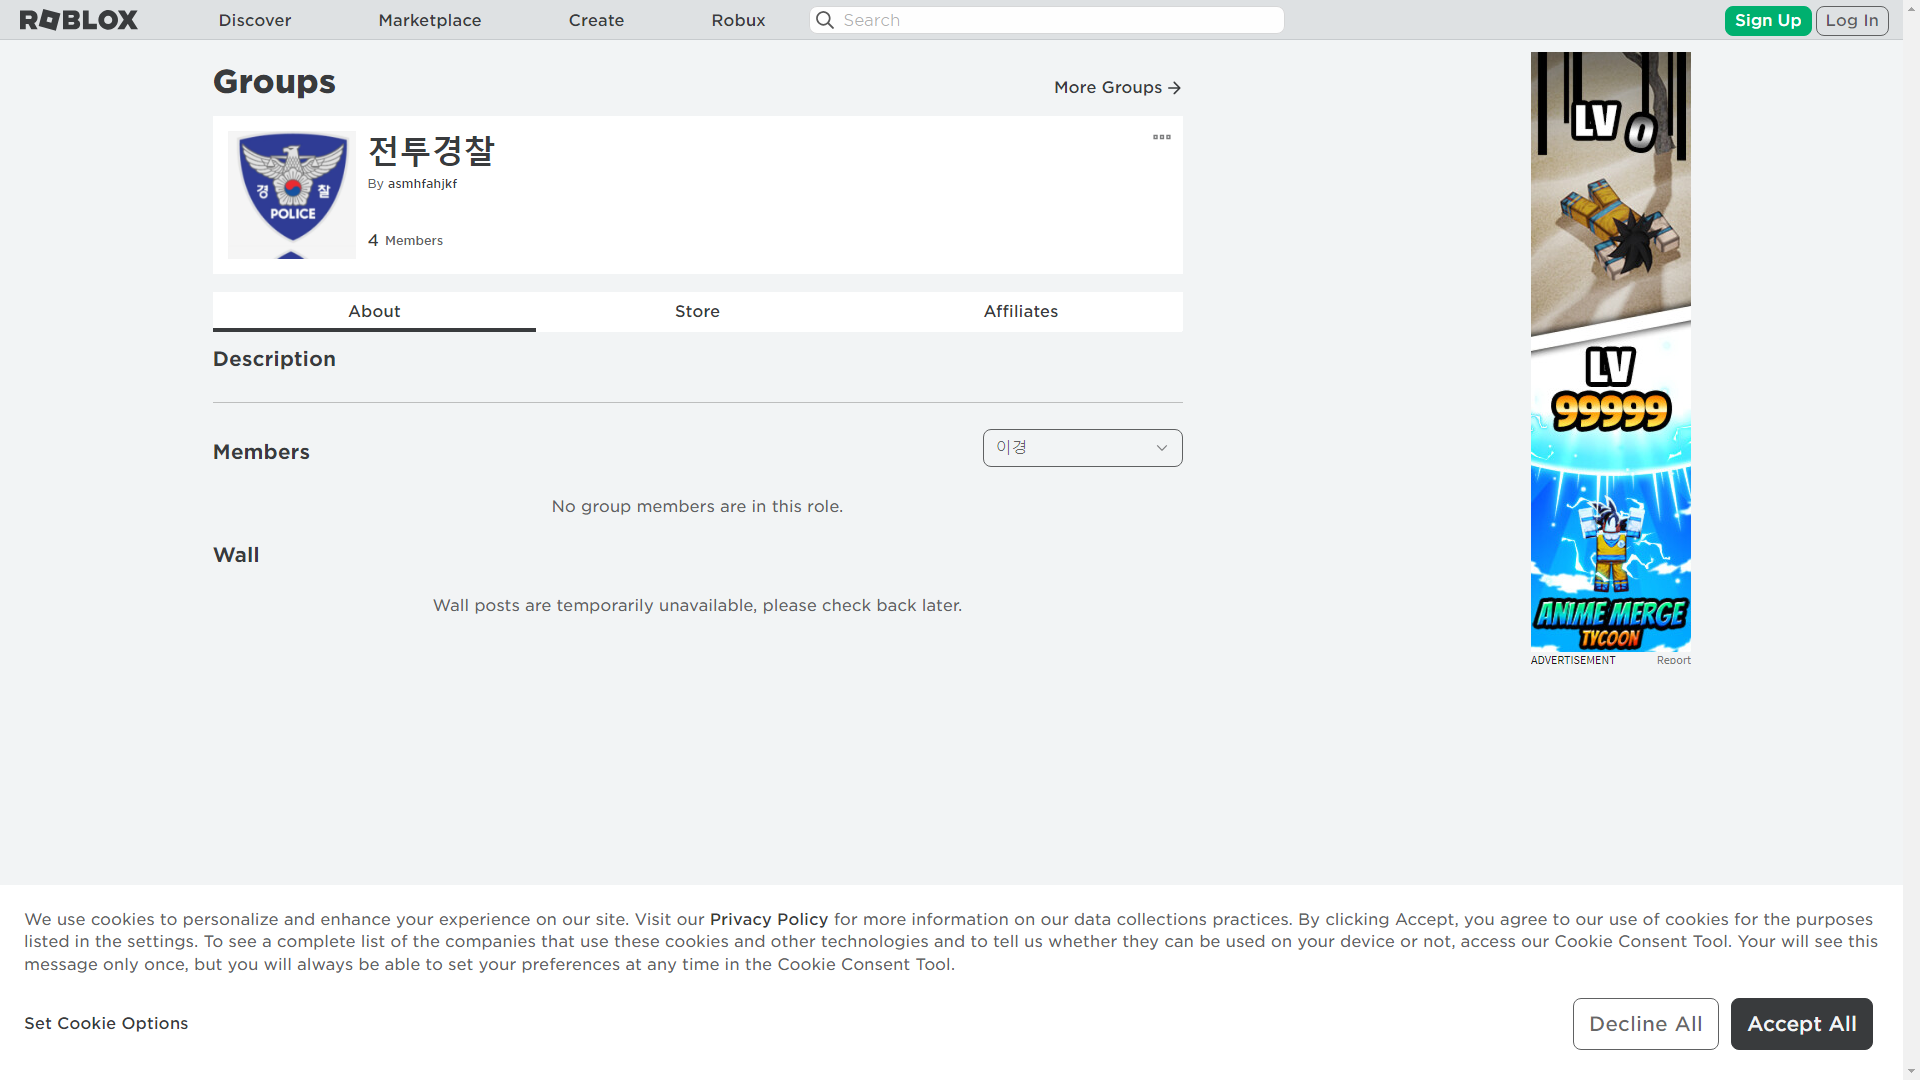 ROBLOX
Discover
Marketplace
Create
Robux
Search
Sign Up
Log In
Groups
More Groups
경 찰
POLICE
전투경찰
By asmhfahjkf
4 Members
About
Store
Affiliates
Description
Members
이경
No group members are in this role.
Wall
Wall posts are temporarily unavailable, please check back later.
LV 0
LV
99999
ANIME MERGE
TYCOON
ADVERTISEMENT
Report
We use cookies to personalize and enhance your experience on our site. Visit our Privacy Policy for more information on our data collections practices. By clicking Accept, you agree to our use of cookies for the purposes
listed in the settings. To see a complete list of the companies that use these cookies and other technologies and to tell us whether they can be used on your device or not, access our Cookie Consent Tool. Your will see this
message only once, but you will always be able to set your preferences at any time in the Cookie Consent Tool.
Set Cookie Options
Decline All
Accept All